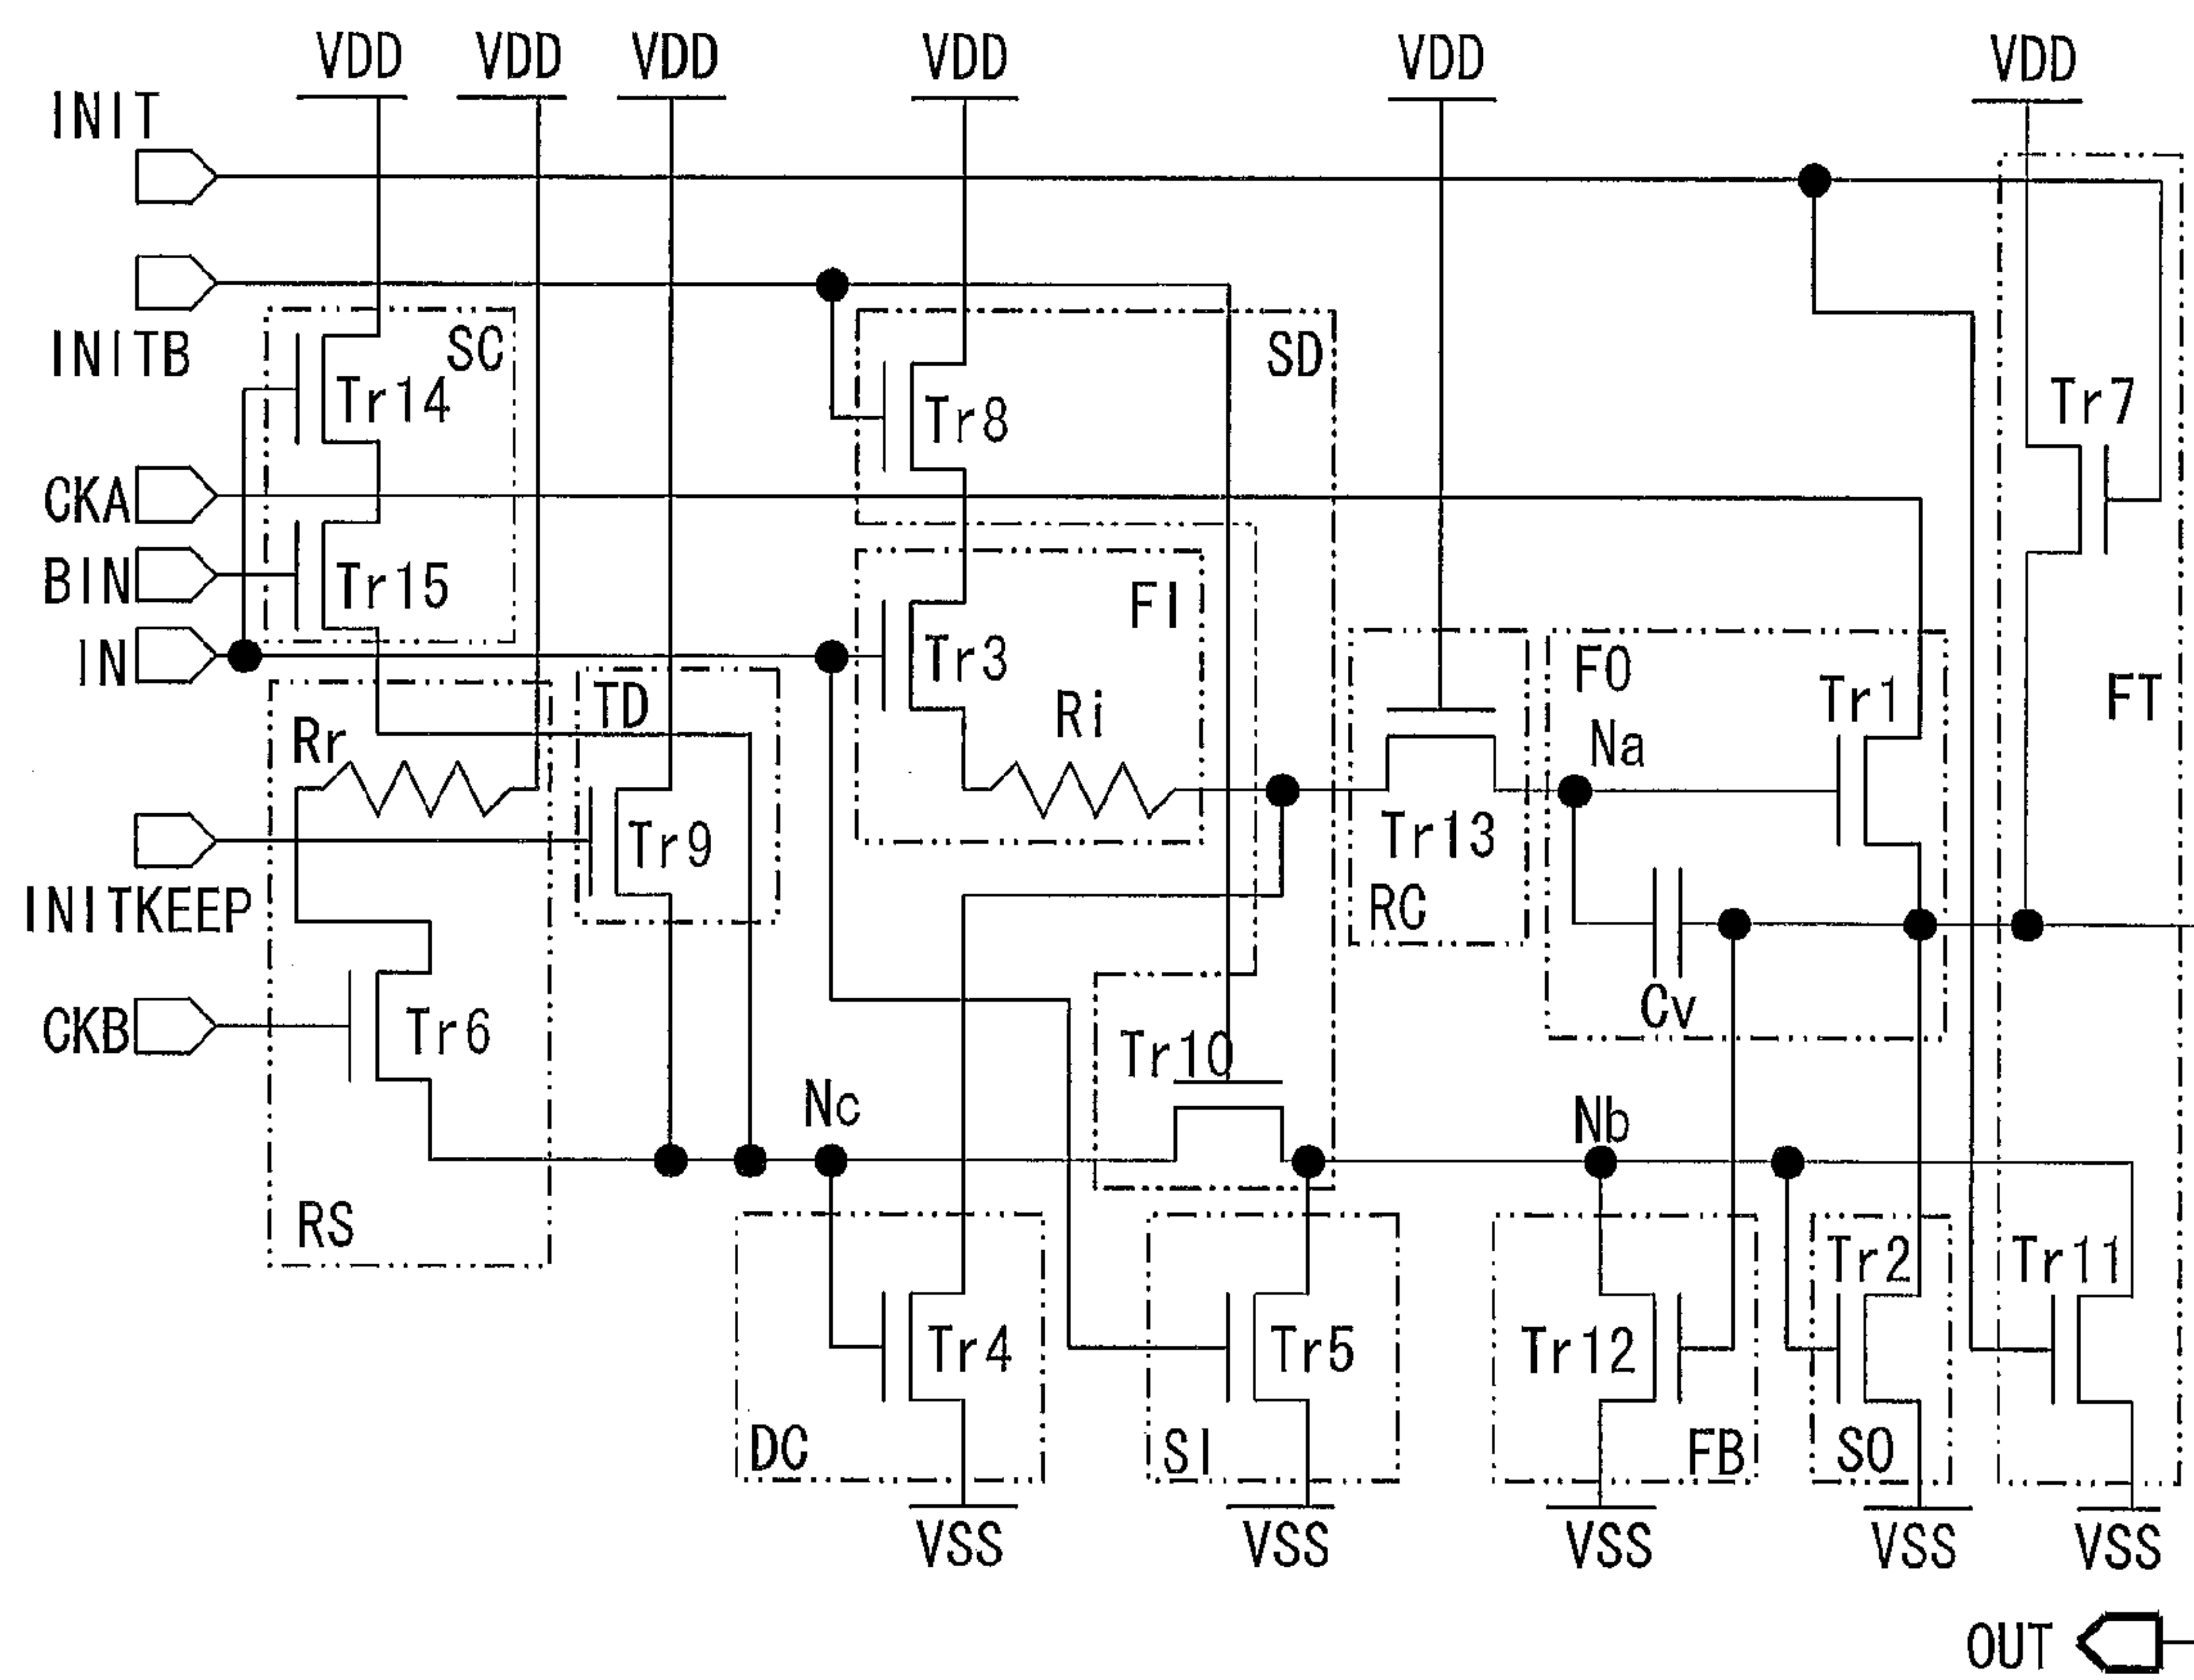 VDD
VDD
VDD
VDD
VDD
VDD
INIT
INITB
SC
SD
Tr14
Tr8
Tr7
CKA
BIN
Tr15
FI
IN
Tr3
FO
TD
Rr
Ri
Na
Tr1
FT
Tr9
Tr13
INITKEEP
RC
Cv
CKB
Tr6
Tr10
Nc
Nb
RS
Tr2
Tr11
Tr4
Tr5
Tr12
DC
SI
FB
SO
VSS
VSS
VSS
VSS
VSS
OUT